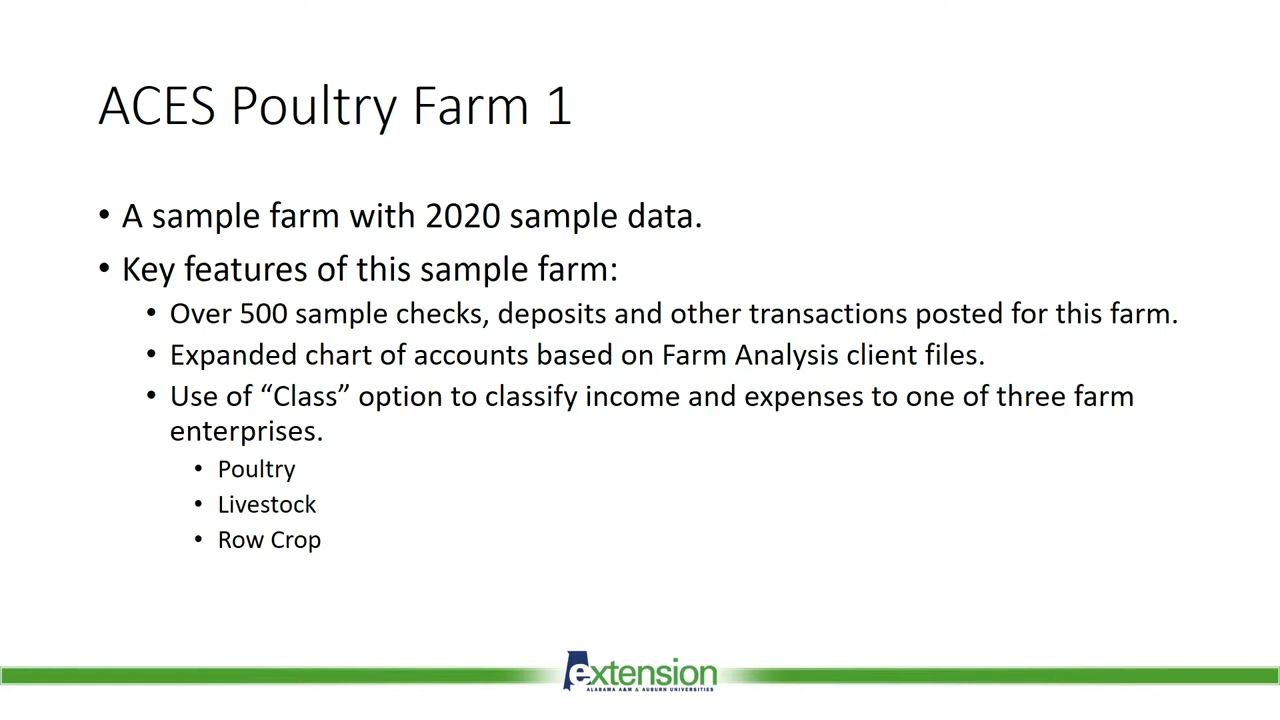 ACES Poultry Farm 1
• A sample farm with 2020 sample data.
• Key features of this sample farm:
• Over 500 sample checks, deposits and other transactions posted for this farm.
• Expanded chart of accounts based on Farm Analysis client files.
• Use of “Class” option to classify income and expenses to one of three farm
enterprises.
• Poultry
• Livestock
• Row Crop
extension
ALABAMA A&M & AUBURN UNIVERSITIES